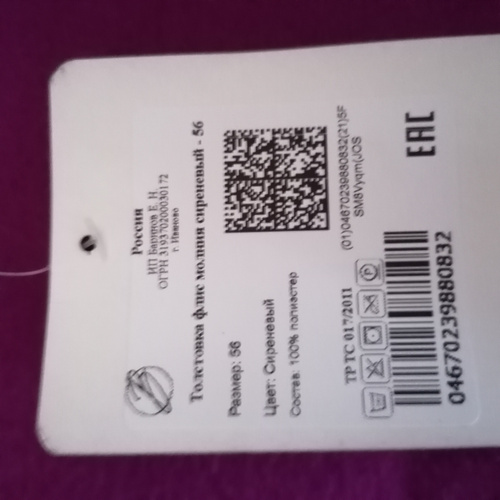 Россия
ИП Баринов Е. Н.
ОГРН 319370200030172
г. Иваново
Толстовка флис молния сиреневый - 56
Размер: 56
Цвет: Сиреневый
Состав: 100% полиэстер
(01)04670239880832(21)5F
SM8Vyqm(JOS
ТР ТС 017/2011
EAC
04670239880832